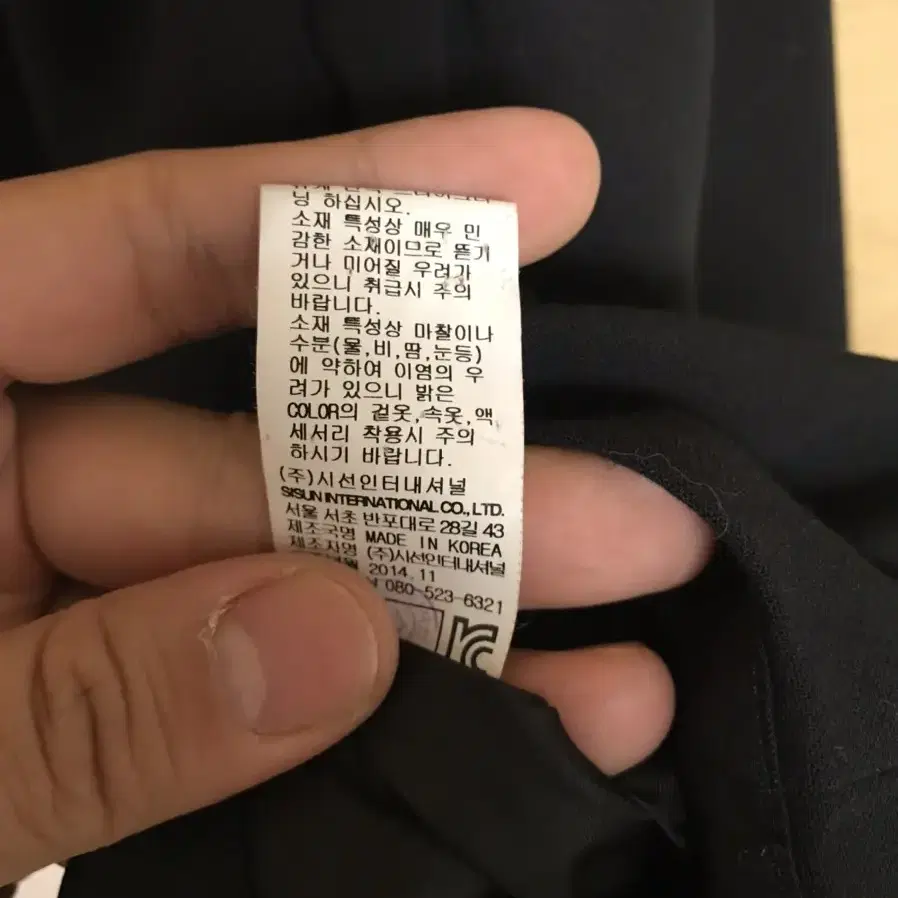 닝 하십시오.
소재 특성상 매우 민
감한 소재이므로 뜯기
거나 미어질 우려가
있으니 취급시 주의
바랍니다.
소재 특성상 마찰이나
수분(물,비,땀,눈등)
에 약하여 이염의 우
려가 있으니 밝은
COLOR의 겉옷,속옷,액
세서리 착용시 주의
하시기 바랍니다.
(주)시선인터내셔널
SISUN INTERNATIONAL CO., LTD.
서울 서초 반포대로 28길 43
제조국명 MADE IN KOREA
제조자명 (주)시선인터내셔널
2014.11
080-523-6321